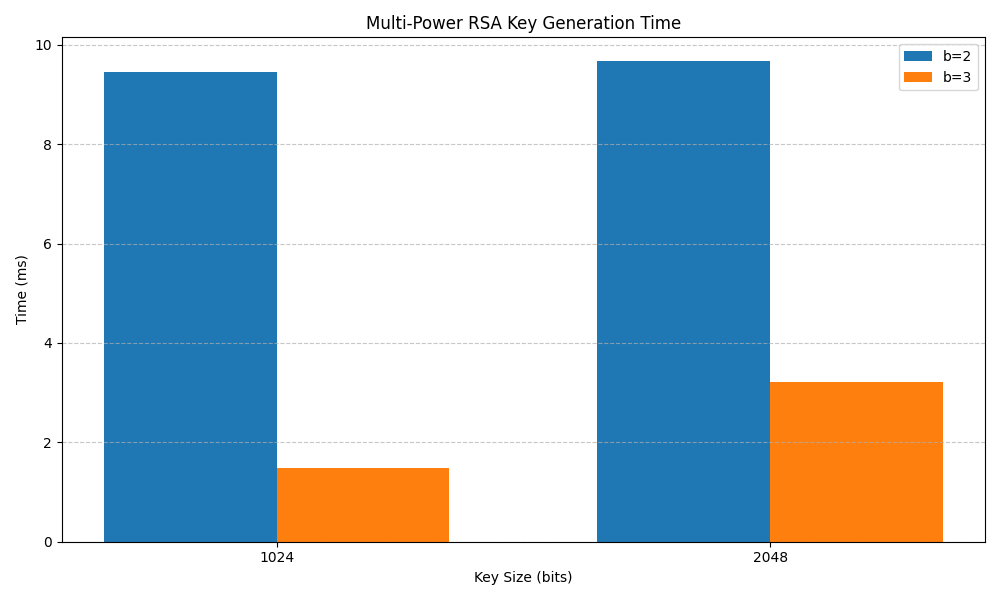 Multi-Power RSA Key Generation Time
b=2
b=3
Time (ms)
10
8
6
4
2
0
1024
2048
Key Size (bits)